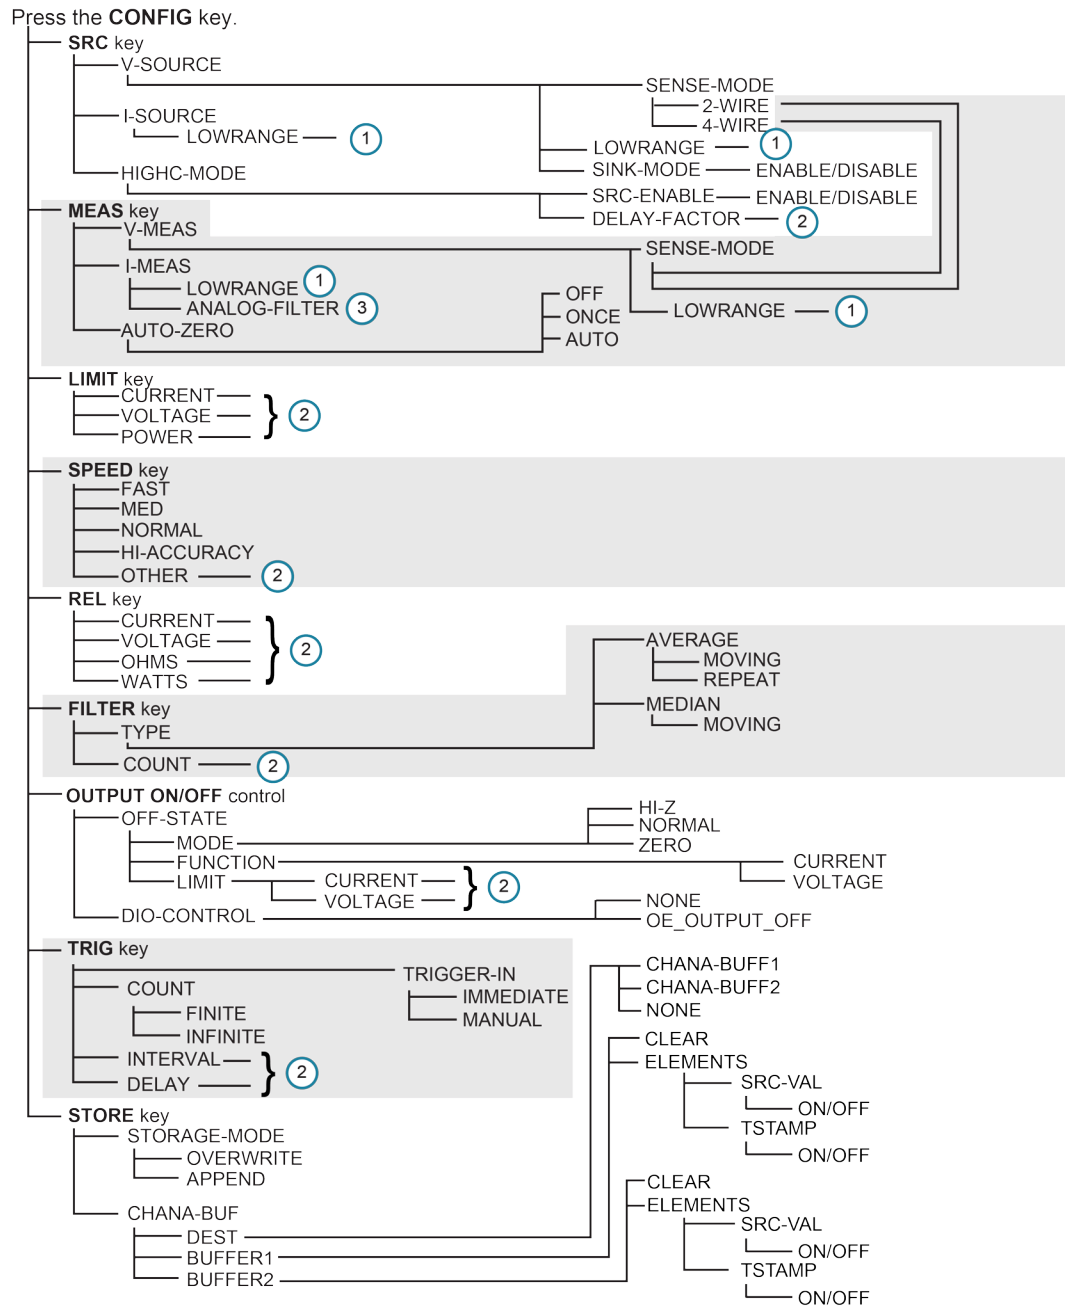 Press the CONFIG key.
SRC key
V-SOURCE
SENSE-MODE
2-WIRE
4-WIRE
I-SOURCE
LOWRANGE 1
LOWRANGE 1
SINK-MODE ENABLE/DISABLE
HIGHC-MODE
SRC-ENABLE ENABLE/DISABLE
DELAY-FACTOR 2
MEAS key
V-MEAS
SENSE-MODE
I-MEAS
LOWRANGE 1
ANALOG-FILTER 3
LOWRANGE 1
AUTO-ZERO
OFF
ONCE
AUTO
LIMIT key
CURRENT
VOLTAGE 2
POWER
SPEED key
FAST
MED
NORMAL
HI-ACCURACY
OTHER 2
REL key
CURRENT
VOLTAGE
OHMS 2
WATTS
FILTER key
TYPE
AVERAGE
MOVING
REPEAT
MEDIAN
MOVING
COUNT 2
OUTPUT ON/OFF control
OFF-STATE
MODE
HI-Z
NORMAL
ZERO
FUNCTION
CURRENT
VOLTAGE
LIMIT
CURRENT
VOLTAGE
2
DIO-CONTROL
NONE
OE_OUTPUT_OFF
TRIG key
TRIGGER-IN
IMMEDIATE
MANUAL
COUNT
FINITE
INFINITE
INTERVAL
DELAY
2
STORE key
STORAGE-MODE
OVERWRITE
APPEND
CHANA-BUF
DEST
BUFFER1
BUFFER2
CHANA-BUFF1
CHANA-BUFF2
NONE
CLEAR
ELEMENTS
SRC-VAL
ON/OFF
TSTAMP
ON/OFF
CLEAR
ELEMENTS
SRC-VAL
ON/OFF
TSTAMP
ON/OFF